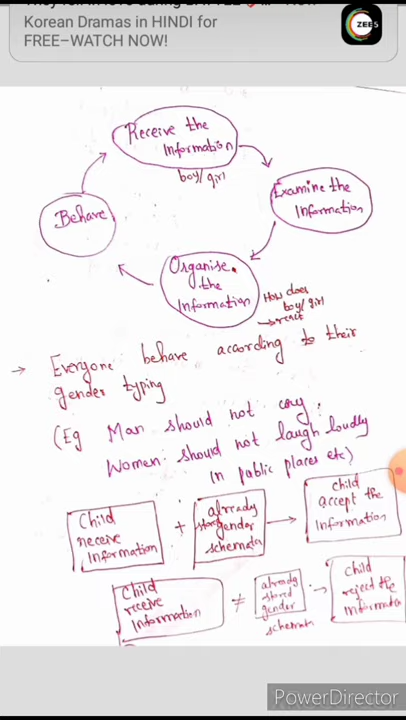 Korean Dramas in HINDI for
FREE–WATCH NOW!
ZEE5
Receive the
Information
boy/girl
Examine the
Information
Behave
Organise
the
Information
How does
boy/girl
react
→ Everyone behave according to their
gender typing
(Eg Man should not cry.
Women should not laugh loudly
in public places etc)
Child
receive
Information
+
already
stored gender
schemata
child
accept the
information
Child
receive
Information
≠
already
stored
gender
schemata
child
reject the
information
PowerDirector